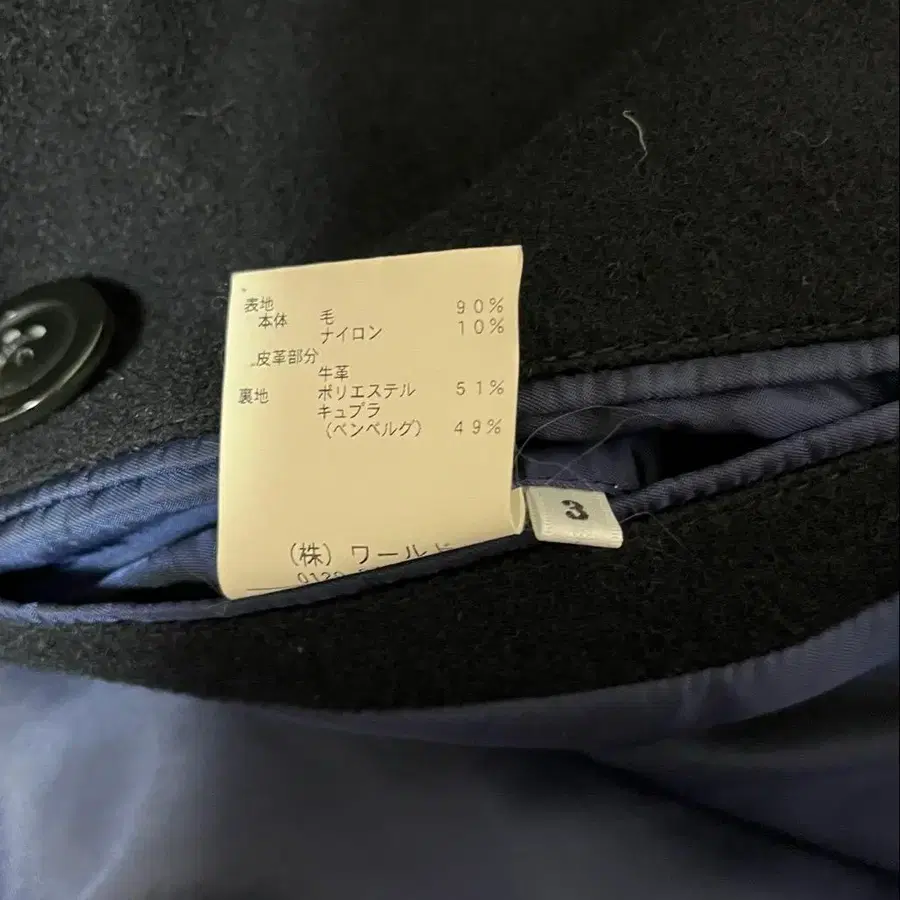 表地
本体 毛 90%
ナイロン 10%
皮革部分
牛革
裏地 ポリエステル 51%
キュプラ
(ベンベルグ) 49%
(株)ワールド
0120
3